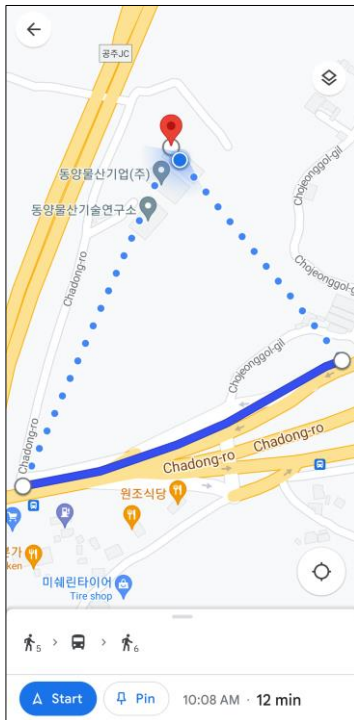 공주JC
동양물산기업(주)
동양물산기술연구소
Chojeonggol-gil
Chojeonggol-g
Chadong-ro
Chojeonggol-gil
Chadong-ro
Chadong-ro
Chadong-ro
원조식당
ken
미쉐린타이어
Tire shop
5
6
Start
Pin
10:08 AM · 12 min